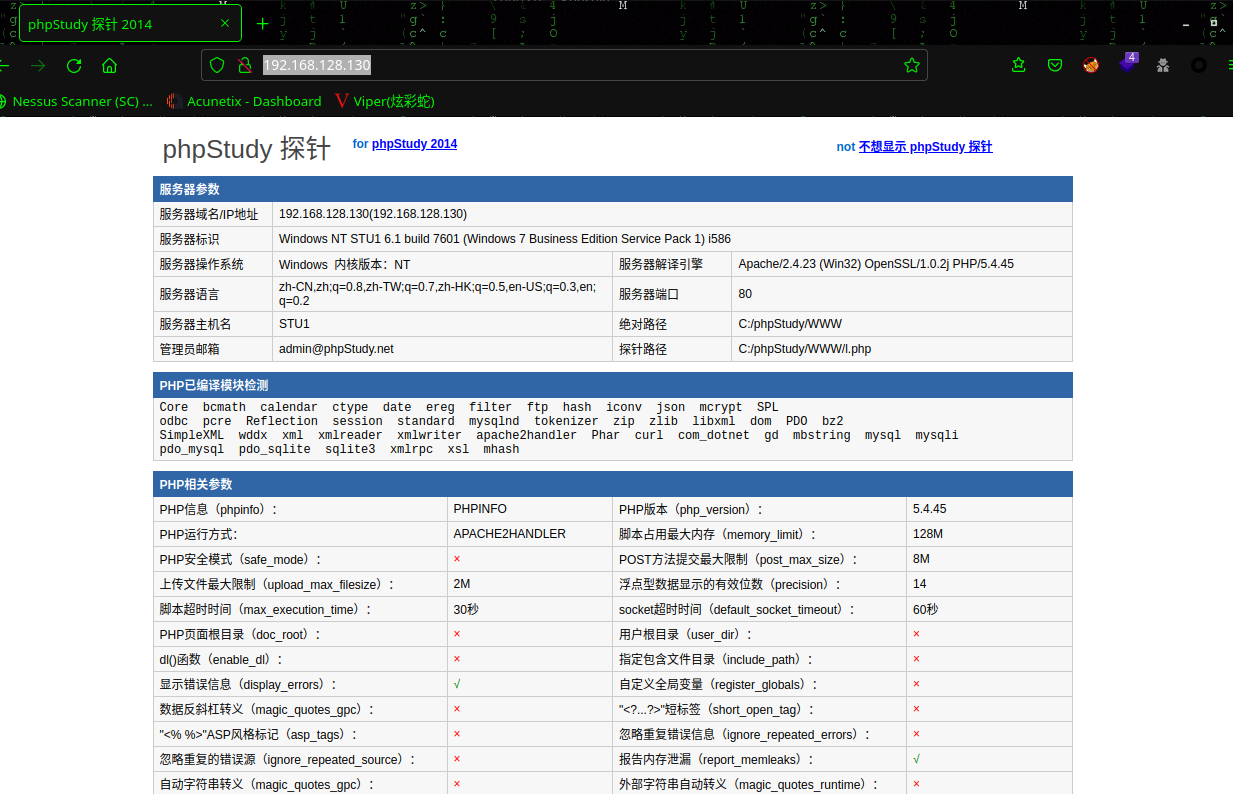 phpStudy 探针 2014
192.168.128.130
4
Nessus Scanner (SC) ...
Acunetix - Dashboard
Viper(炫彩蛇)
phpStudy 探针 for phpStudy 2014 not 不想显示 phpStudy 探针
服务器参数
服务器域名/IP地址 192.168.128.130(192.168.128.130)
服务器标识 Windows NT STU1 6.1 build 7601 (Windows 7 Business Edition Service Pack 1) i586
服务器操作系统 Windows 内核版本：NT 服务器解译引擎 Apache/2.4.23 (Win32) OpenSSL/1.0.2j PHP/5.4.45
服务器语言 zh-CN,zh;q=0.8,zh-TW;q=0.7,zh-HK;q=0.5,en-US;q=0.3,en;
q=0.2 服务器端口 80
服务器主机名 STU1 绝对路径 C:/phpStudy/WWW
管理员邮箱 admin@phpStudy.net 探针路径 C:/phpStudy/WWW/l.php
PHP已编译模块检测
Core bcmath calendar ctype date ereg filter ftp hash iconv json mcrypt SPL
odbc pcre Reflection session standard mysqlnd tokenizer zip zlib libxml dom PDO bz2
SimpleXML wddx xml xmlreader xmlwriter apache2handler Phar curl com_dotnet gd mbstring mysql mysqli
pdo_mysql pdo_sqlite sqlite3 xmlrpc xsl mhash
PHP相关参数
PHP信息（phpinfo）： PHPINFO PHP版本（php_version）： 5.4.45
PHP运行方式： APACHE2HANDLER 脚本占用最大内存（memory_limit）： 128M
PHP安全模式（safe_mode）： × POST方法提交最大限制（post_max_size）： 8M
上传文件最大限制（upload_max_filesize）： 2M 浮点型数据显示的有效位数（precision）： 14
脚本超时时间（max_execution_time）： 30秒 socket超时时间（default_socket_timeout）： 60秒
PHP页面根目录（doc_root）： × 用户根目录（user_dir）： ×
dl()函数（enable_dl）： × 指定包含文件目录（include_path）： ×
显示错误信息（display_errors）： √ 自定义全局变量（register_globals）： ×
数据反斜杠转义（magic_quotes_gpc）： × "<?...?>"短标签（short_open_tag）： ×
"<% %>"ASP风格标记（asp_tags）： × 忽略重复错误信息（ignore_repeated_errors）： ×
忽略重复的错误源（ignore_repeated_source）： × 报告内存泄漏（report_memleaks）： √
自动字符串转义（magic_quotes_gpc）： × 外部字符串自动转义（magic_quotes_runtime）： ×